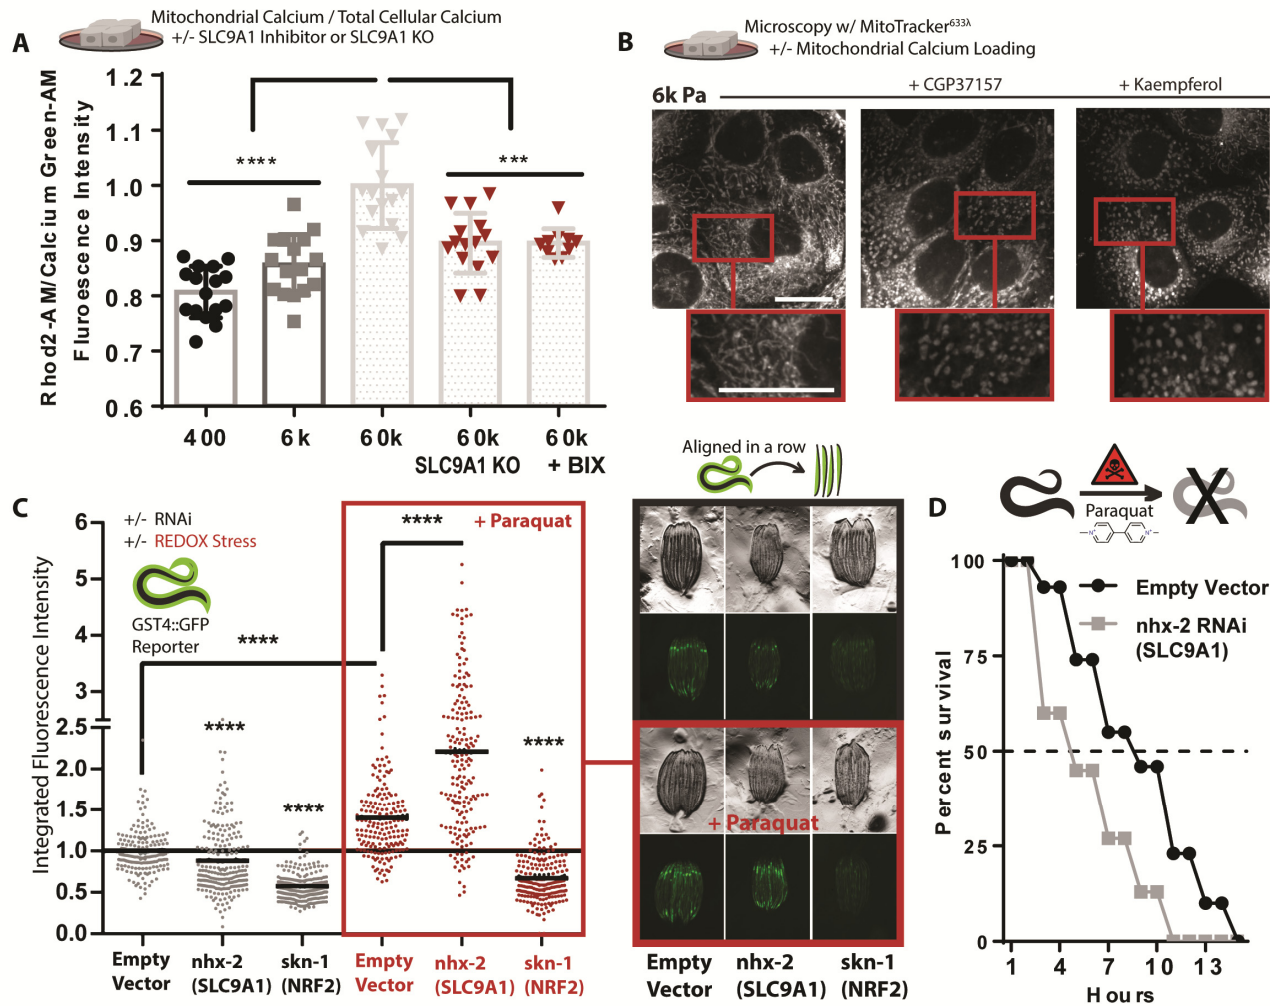 A
Mitochondrial Calcium / Total Cellular Calcium
+/- SLC9A1 Inhibitor or SLC9A1 KO
Rhod2-AM/Calcium Green-AM
Fluroesence Intensity
1.2
1.1
1.0
0.9
0.8
0.7
0.6
****
***
400
6k
60k
60k
60k
SLC9A1 KO
+ BIX
B
Microscopy w/ MitoTracker633λ
+/- Mitochondrial Calcium Loading
6k Pa
+ CGP37157
+ Kaempferol
C
+/- RNAi
+/- REDOX Stress
GST4::GFP
Reporter
Integrated Fluorescence Intensity
6
5
4
3
2.5
2.0
1.5
1.0
0.5
0.0
****
****
****
****
****
+ Paraquat
Empty
Vector
nhx-2
(SLC9A1)
skn-1
(NRF2)
Empty
Vector
nhx-2
(SLC9A1)
skn-1
(NRF2)
Aligned in a row
+ Paraquat
Empty
Vector
nhx-2
(SLC9A1)
skn-1
(NRF2)
D
Paraquat
N+
N+
Percent survival
100
75
50
25
0
Empty Vector
nhx-2 RNAi
(SLC9A1)
1
4
7
10
13
Hours